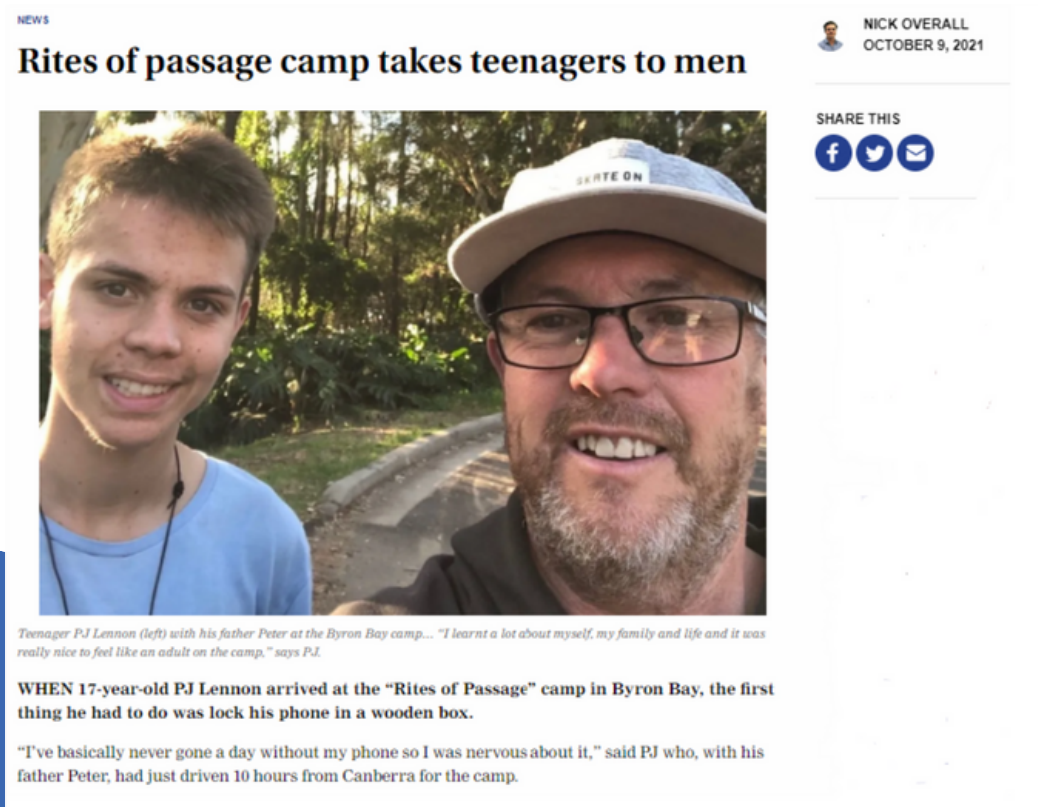 NEWS
Rites of passage camp takes teenagers to men
NICK OVERALL
OCTOBER 9, 2021
SHARE THIS
SKATE ON
Teenager PJ Lennon (left) with his father Peter at the Byron Bay camp... “I learnt a lot about myself, my family and life and it was
really nice to feel like an adult on the camp,” says PJ.
WHEN 17-year-old PJ Lennon arrived at the “Rites of Passage” camp in Byron Bay, the first
thing he had to do was lock his phone in a wooden box.
“I’ve basically never gone a day without my phone so I was nervous about it,” said PJ who, with his
father Peter, had just driven 10 hours from Canberra for the camp.